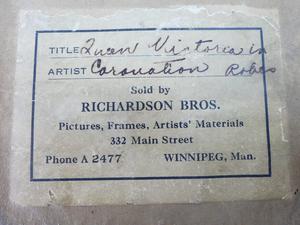 TITLE Queen Victoria in
ARTIST Coronation Robes
Sold by
RICHARDSON BROS.
Pictures, Frames, Artists' Materials
332 Main Street
Phone A 2477 WINNIPEG, Man.